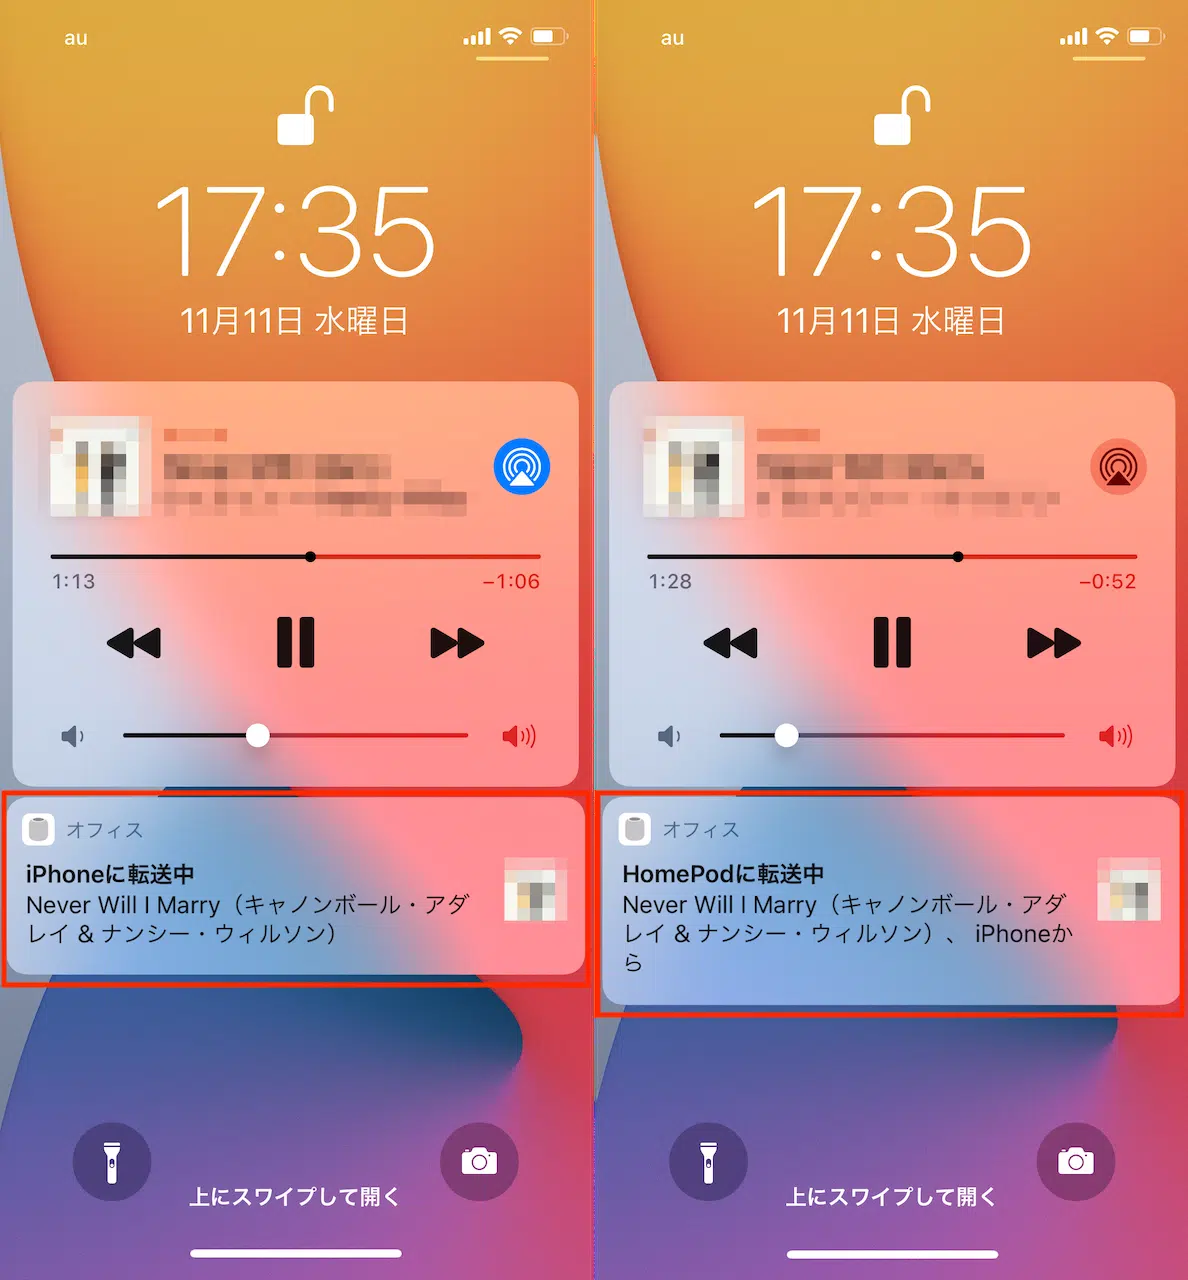 au
17:35
11月11日 水曜日
1:13
−1:06
オフィス
iPhoneに転送中
Never Will I Marry（キャノンボール・アダ
レイ & ナンシー・ウィルソン）
上にスワイプして開く
au
17:35
11月11日 水曜日
1:28
−0:52
オフィス
HomePodに転送中
Never Will I Marry（キャノンボール・アダ
レイ & ナンシー・ウィルソン）、 iPhoneか
ら
上にスワイプして開く